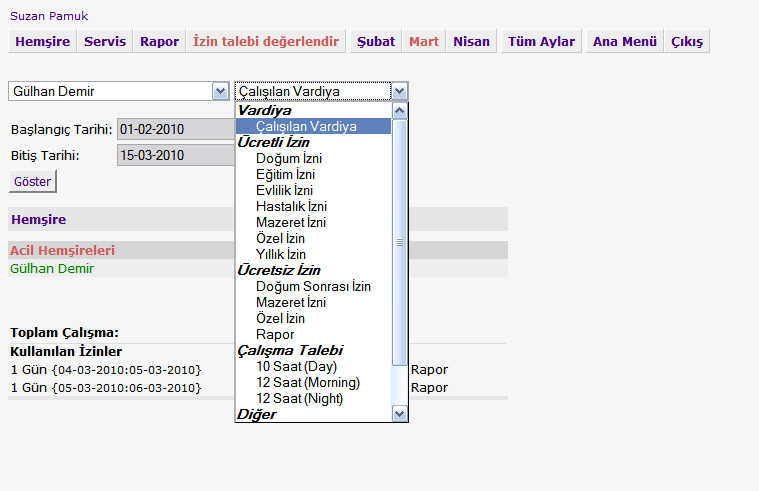 Suzan Pamuk
Hemşire Servis Rapor İzin talebi değerlendir Şubat Mart Nisan Tüm Aylar Ana Menü Çıkış
Gülhan Demir Çalışılan Vardiya
Vardiya
Başlangıç Tarihi: 01-02-2010 Çalışılan Vardiya
Ücretli İzin
Bitiş Tarihi: 15-03-2010 Doğum İzni
Eğitim İzni
Göster Evlilik İzni
Hastalık İzni
Hemşire Mazeret İzni
Özel İzin
Acil Hemşireleri Yıllık İzin
Gülhan Demir Ücretsiz İzin
Doğum Sonrası İzin
Mazeret İzni
Özel İzin
Toplam Çalışma: Rapor
Kullanılan İzinler Çalışma Talebi
1 Gün {04-03-2010:05-03-2010} 10 Saat (Day) Rapor
1 Gün {05-03-2010:06-03-2010} 12 Saat (Morning) Rapor
12 Saat (Night)
Diğer